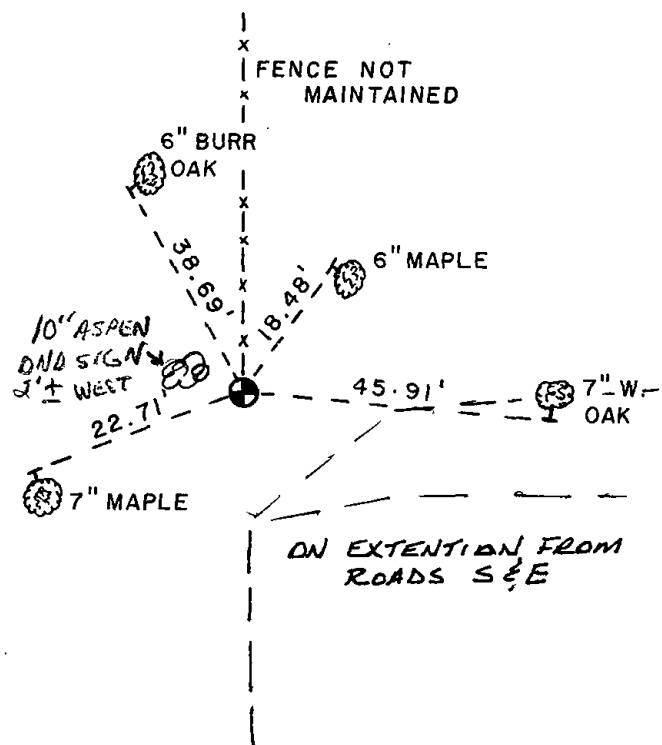 FENCE NOT
MAINTAINED
6" BURR
OAK
38.69'
18.48'
6" MAPLE
10" ASPEN
DND SIGN
2' ± WEST
22.71'
45.91'
7" W.
OAK
7" MAPLE
ON EXTENTION FROM
ROADS S & E